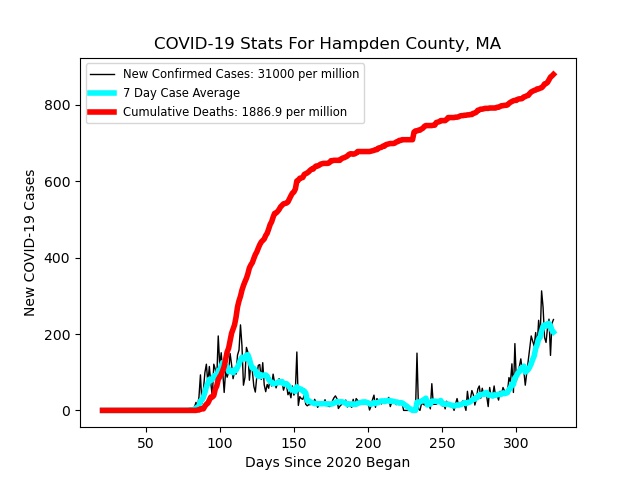 COVID-19 Stats For Hampden County, MA
New Confirmed Cases: 31000 per million
7 Day Case Average
Cumulative Deaths: 1886.9 per million
New COVID-19 Cases
800
600
400
200
0
50 100 150 200 250 300
Days Since 2020 Began